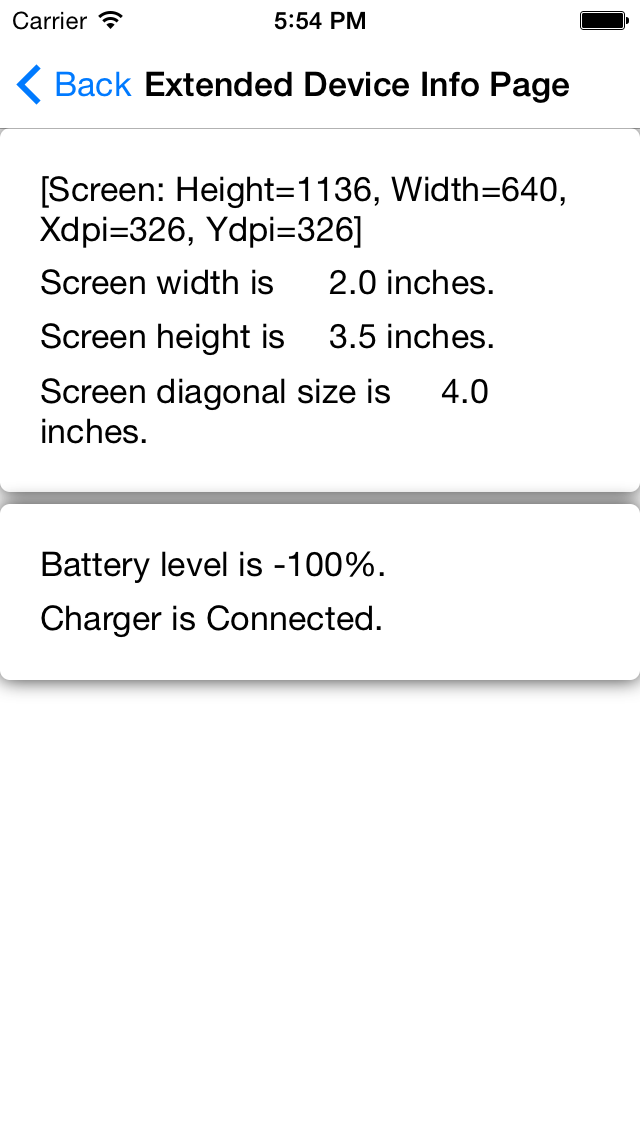 Carrier 5:54 PM
Back Extended Device Info Page
[Screen: Height=1136, Width=640,
Xdpi=326, Ydpi=326]
Screen width is 2.0 inches.
Screen height is 3.5 inches.
Screen diagonal size is 4.0
inches.
Battery level is -100%.
Charger is Connected.